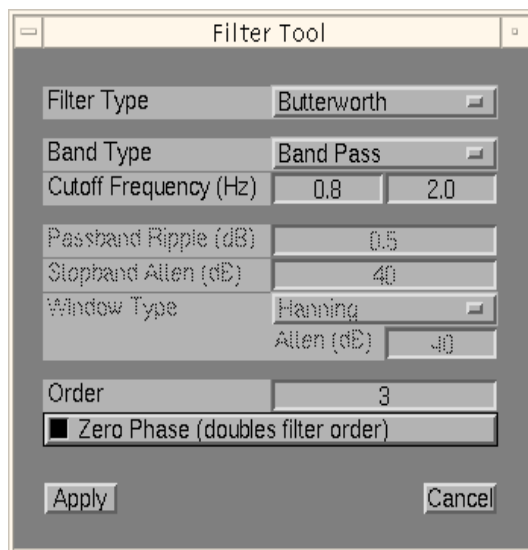 Filter Tool
Filter Type Butterworth
Band Type Band Pass
Cutoff Frequency (Hz) 0.8 2.0
Passband Ripple (dB) 0.5
Stopband Atten (dB) 40
Window Type Hanning
Atten (dB) 40
Order 3
Zero Phase (doubles filter order)
Apply Cancel